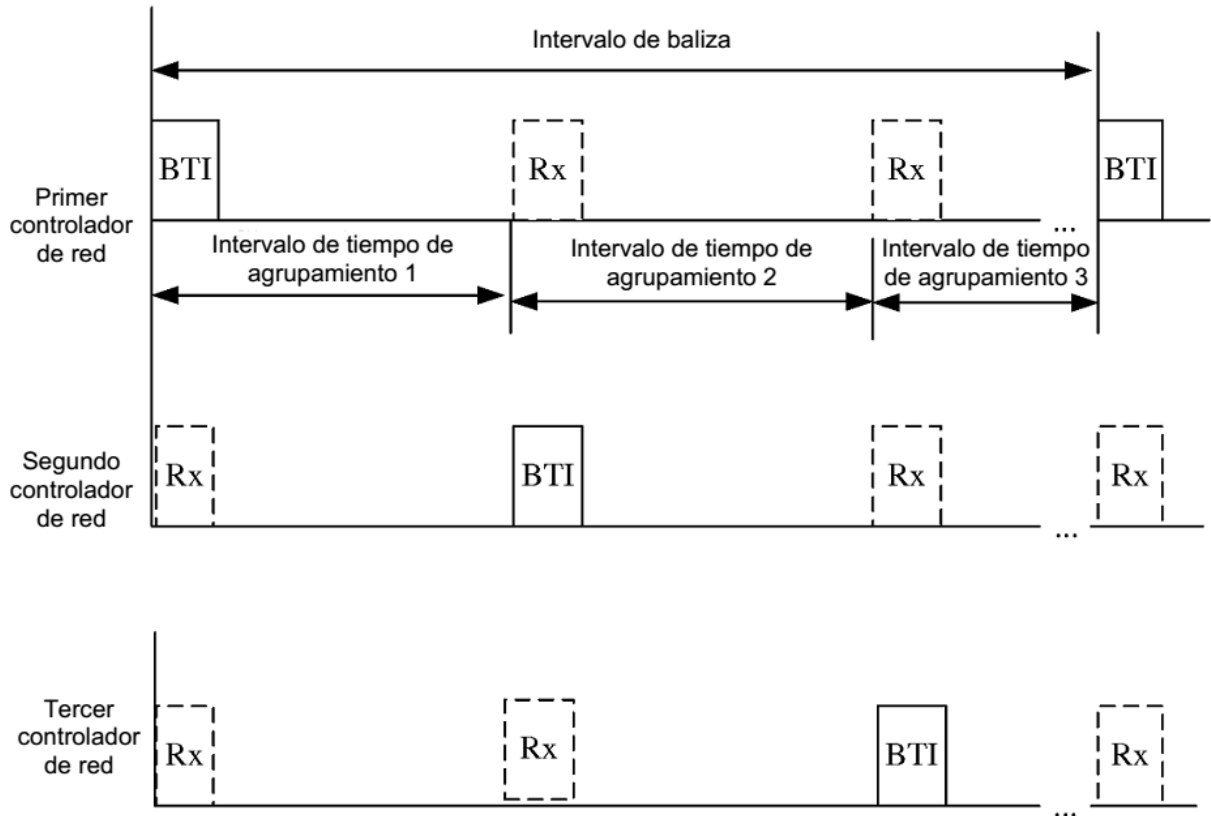 Intervalo de baliza
BTI
Rx
Rx
BTI
Primer
controlador
de red
...
Intervalo de tiempo de
agrupamiento 1
Intervalo de tiempo de
agrupamiento 2
Intervalo de tiempo
de agrupamiento 3
Segundo
controlador
de red
Rx
BTI
Rx
Rx
...
Tercer
controlador
de red
Rx
Rx
BTI
Rx
...